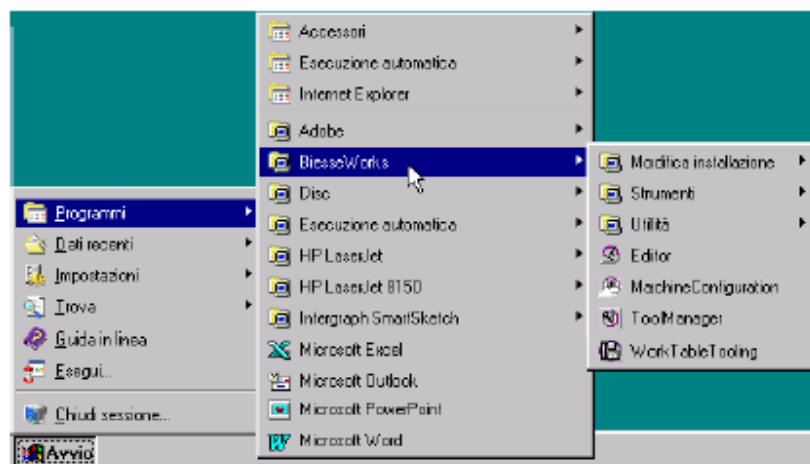 Programmi
Dati recenti
Impostazioni
Trova
Guida in linea
Esegui...
Chiudi sessione...
Avvio
Accessori
Esecuzione automatica
Internet Explorer
Adobe
BiesseWorks
Disc
Esecuzione automatica
HP LaserJet
HP LaserJet 8150
Intergraph SmartSketch
Microsoft Excel
Microsoft Outlook
Microsoft PowerPoint
Microsoft Word
Modifica installazione
Strumenti
Utilità
Editor
MachineConfiguration
ToolManager
WorkTableTooling